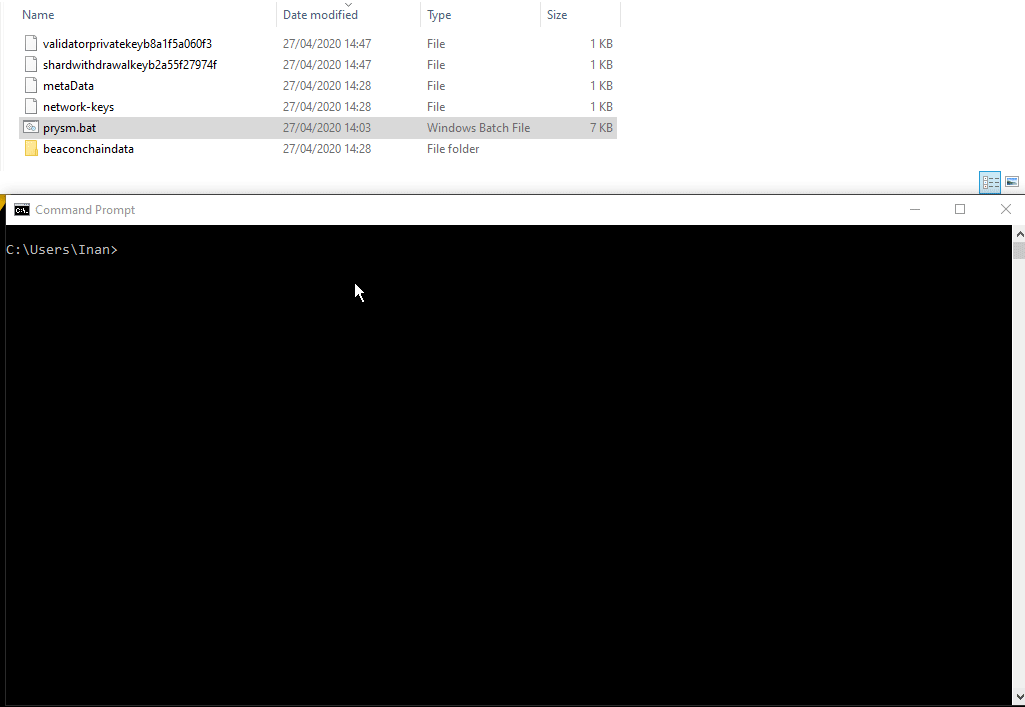 Name Date modified Type Size
validatorprivatekeyb8a1f5a060f3 27/04/2020 14:47 File 1 KB
shardwithdrawalkeyb2a55f27974f 27/04/2020 14:47 File 1 KB
metaData 27/04/2020 14:28 File 1 KB
network-keys 27/04/2020 14:28 File 1 KB
prysm.bat 27/04/2020 14:03 Windows Batch File 7 KB
beaconchaindata 27/04/2020 14:28 File folder
Command Prompt
C:\Users\Inan>